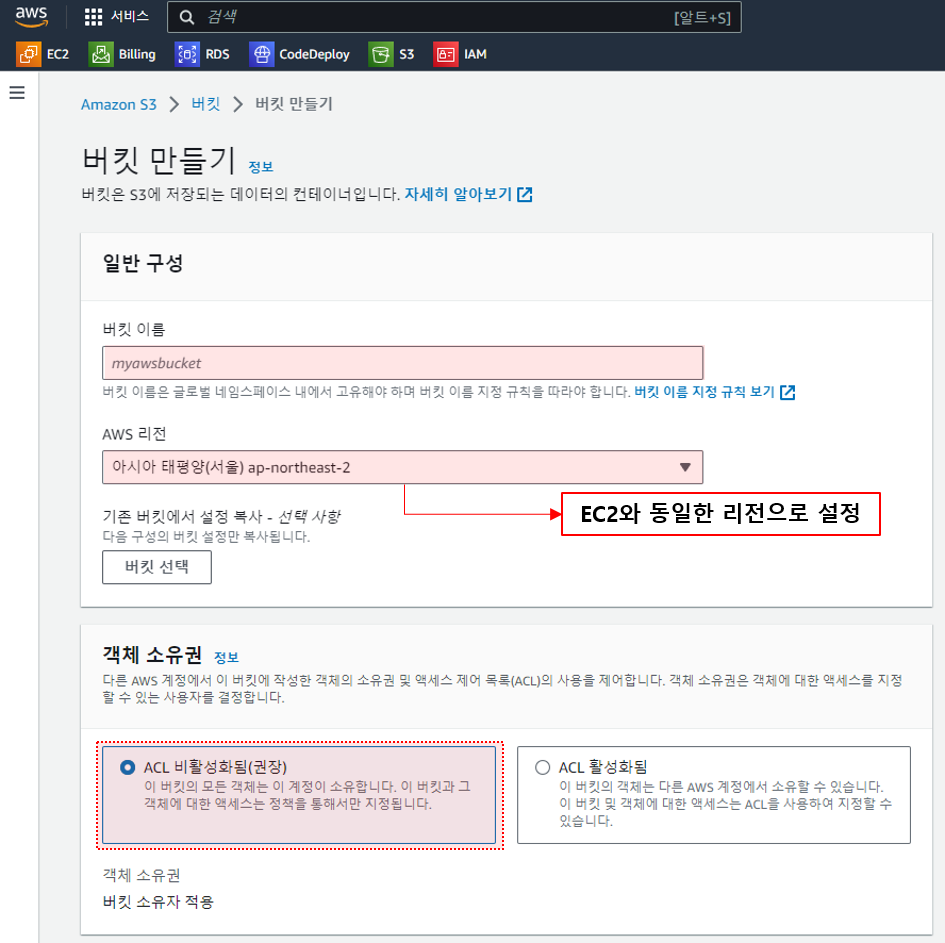 aws
서비스
검색
[알트+S]
EC2
Billing
RDS
CodeDeploy
S3
IAM
Amazon S3 > 버킷 > 버킷 만들기
버킷 만들기 정보
버킷은 S3에 저장되는 데이터의 컨테이너입니다. 자세히 알아보기
일반 구성
버킷 이름
myawsbucket
버킷 이름은 글로벌 네임스페이스 내에서 고유해야 하며 버킷 이름 지정 규칙을 따라야 합니다. 버킷 이름 지정 규칙 보기
AWS 리전
아시아 태평양(서울) ap-northeast-2
EC2와 동일한 리전으로 설정
기존 버킷에서 설정 복사 - 선택 사항
다음 구성의 버킷 설정만 복사됩니다.
버킷 선택
객체 소유권 정보
다른 AWS 계정에서 이 버킷에 작성한 객체의 소유권 및 액세스 제어 목록(ACL)의 사용을 제어합니다. 객체 소유권은 객체에 대한 액세스를 지정
할 수 있는 사용자를 결정합니다.
ACL 비활성화됨(권장)
이 버킷의 모든 객체는 이 계정이 소유합니다. 이 버킷과 그
객체에 대한 액세스는 정책을 통해서만 지정됩니다.
ACL 활성화됨
이 버킷의 객체는 다른 AWS 계정에서 소유할 수 있습니다.
이 버킷 및 객체에 대한 액세스는 ACL을 사용하여 지정할 수
있습니다.
객체 소유권
버킷 소유자 적용